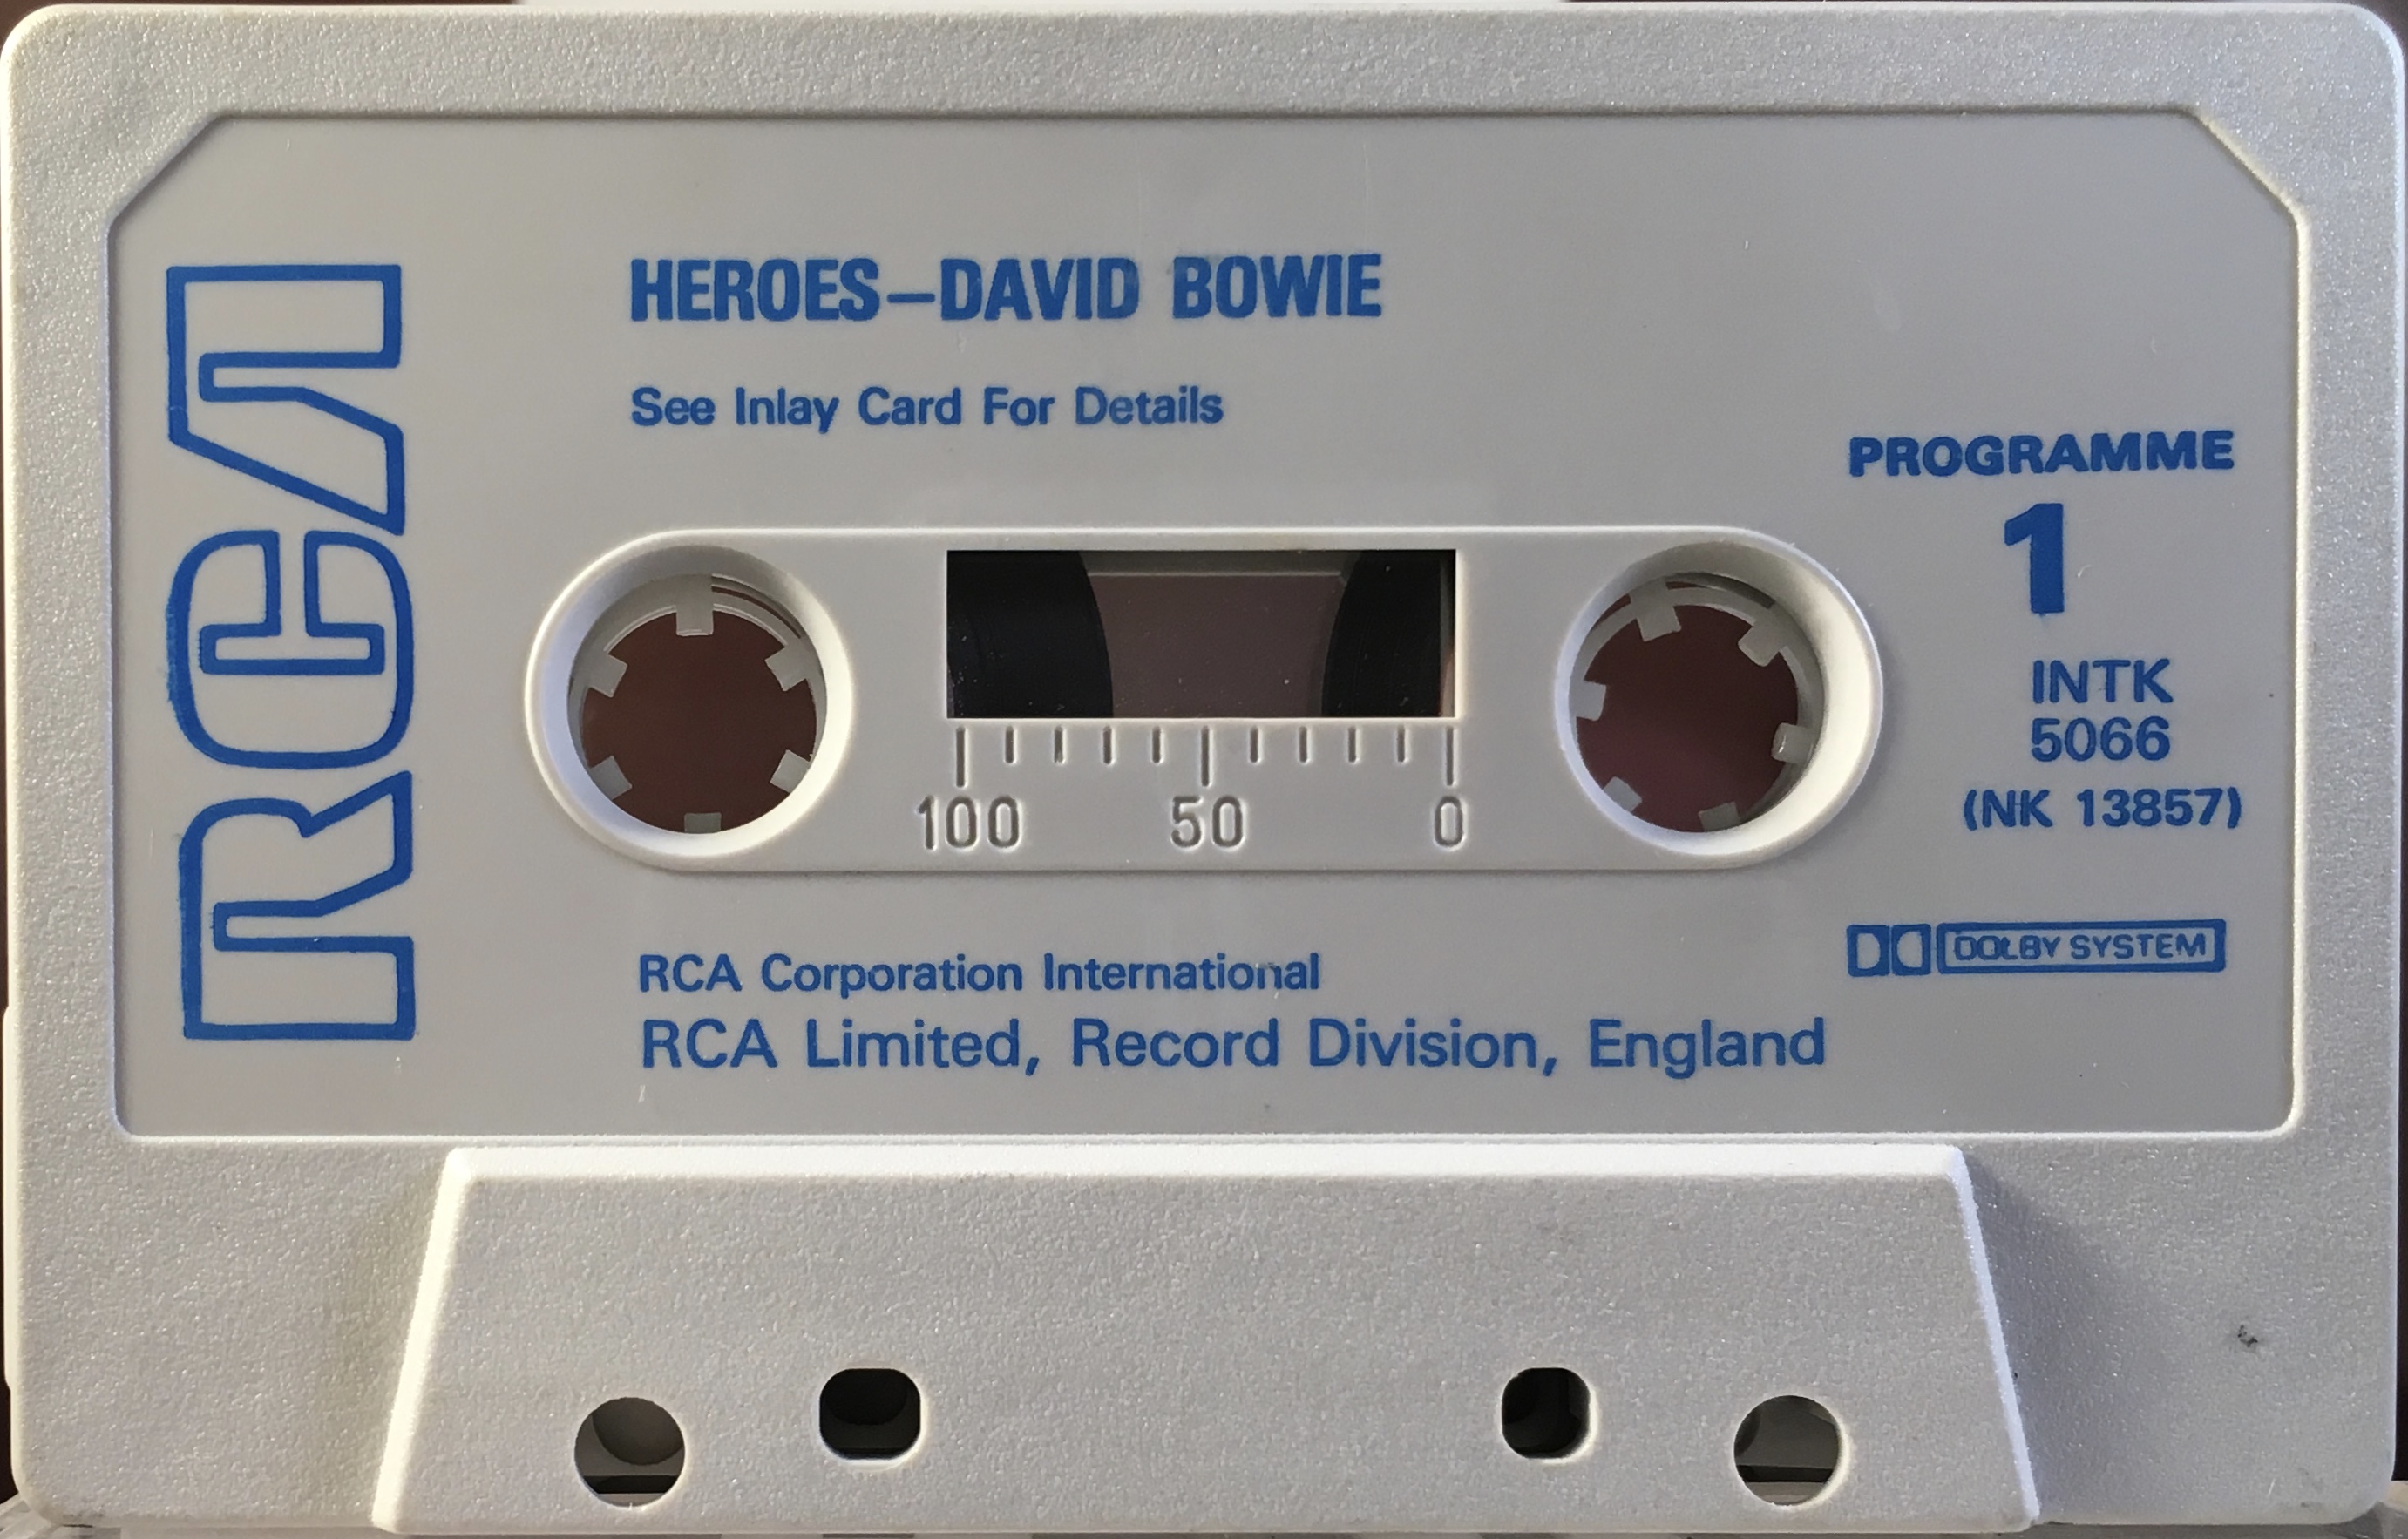 RCA
HEROES–DAVID BOWIE
See Inlay Card For Details
PROGRAMME
1
INTK
5066
(NK 13857)
100 50 0
DOLBY SYSTEM
RCA Corporation International
RCA Limited, Record Division, England